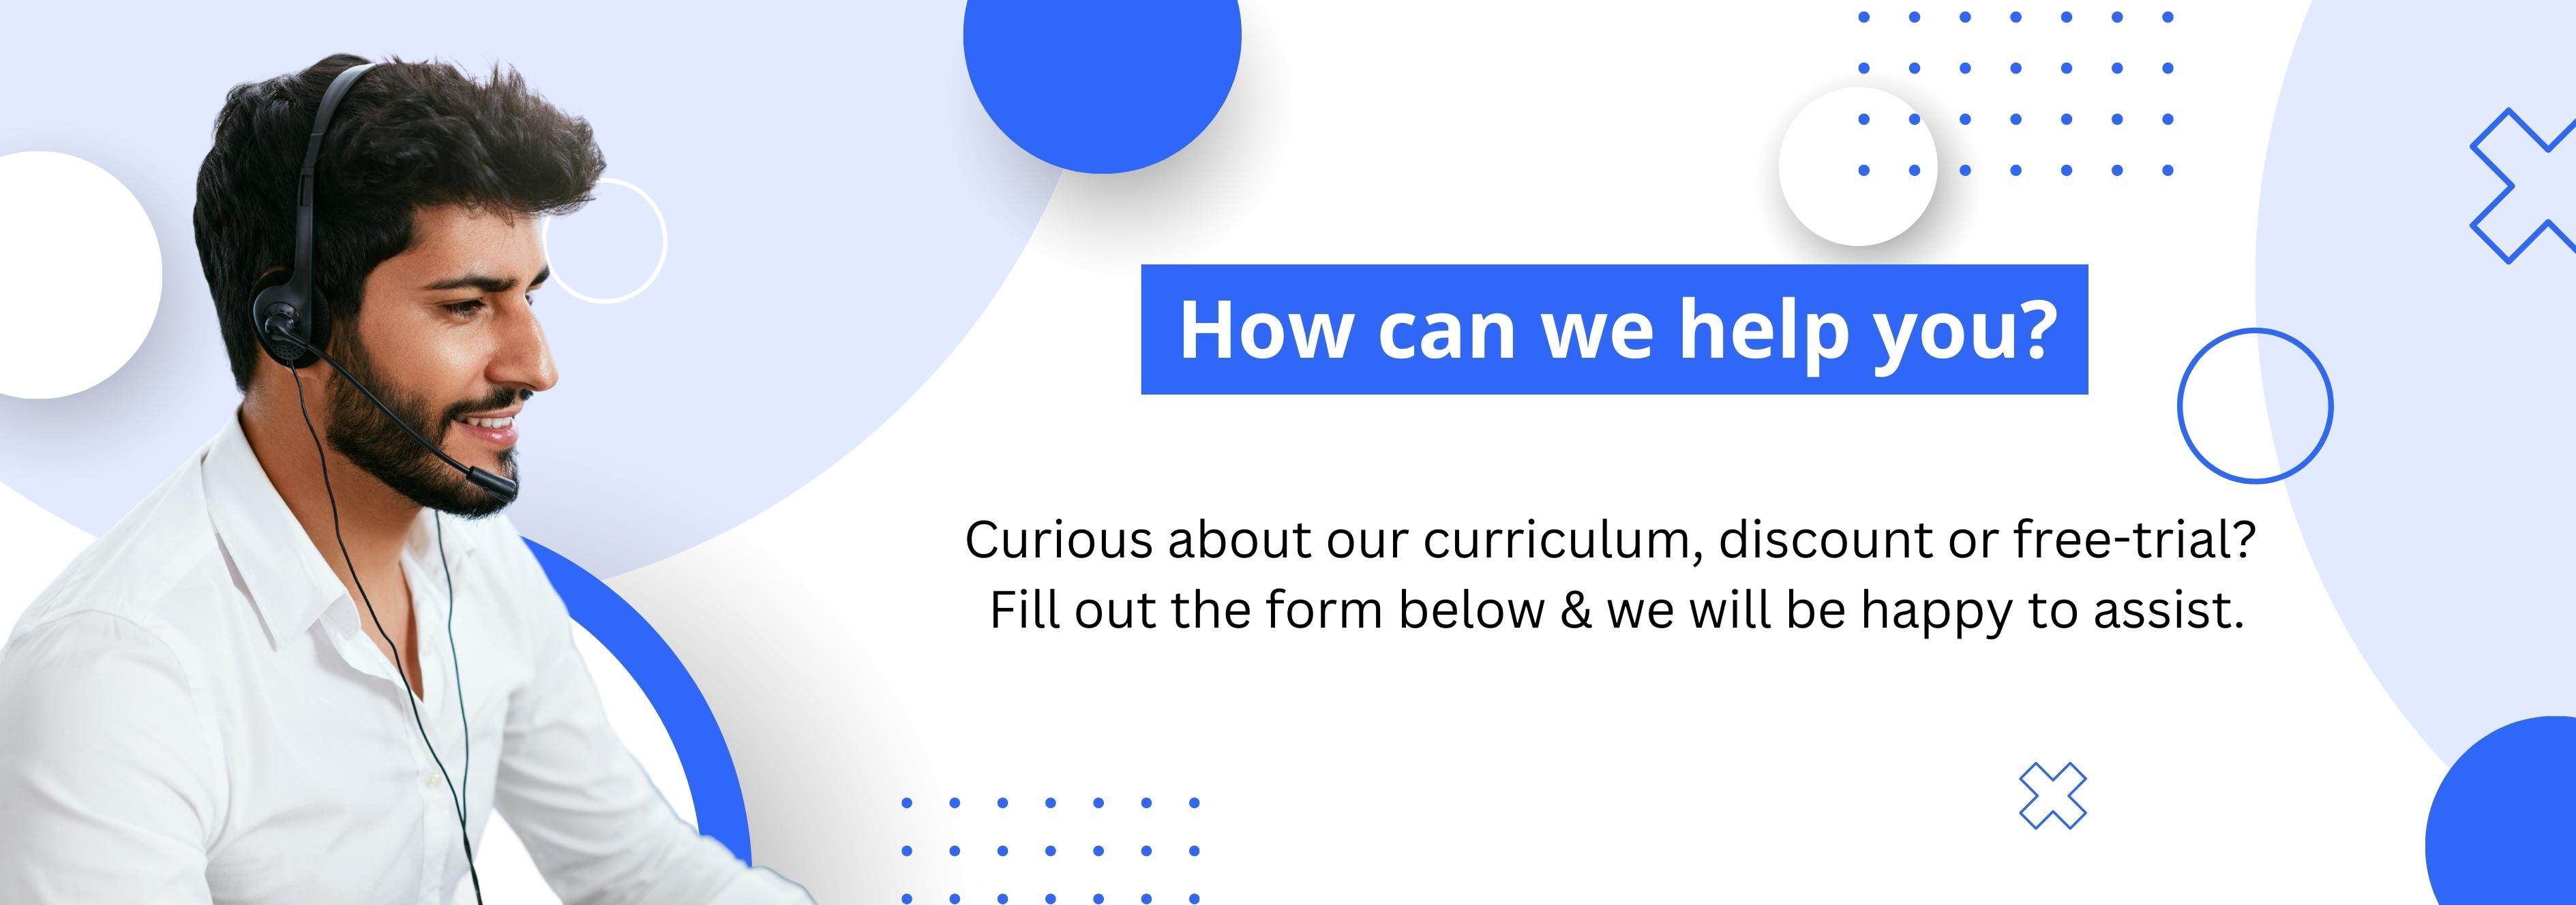 How can we help you?
Curious about our curriculum, discount or free-trial?
Fill out the form below & we will be happy to assist.